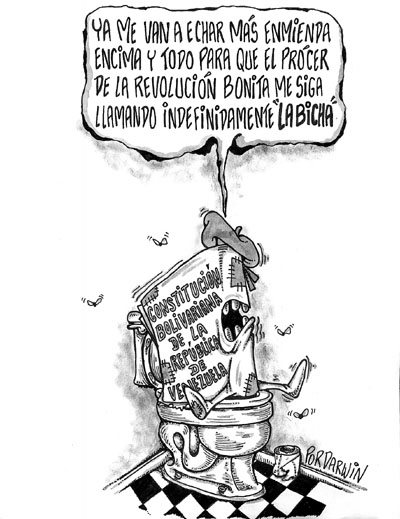 YA ME VAN A ECHAR MÁS ENMIENDA
ENCIMA Y TODO PARA QUE EL PRÓCER
DE LA REVOLUCIÓN BONITA ME SIGA
LLAMANDO INDEFINIDAMENTE "LA BICHA"
CONSTITUCIÓN
BOLIVARIANA
DE LA
REPUBLICA
DE
VENEZUELA
PORDARWIN